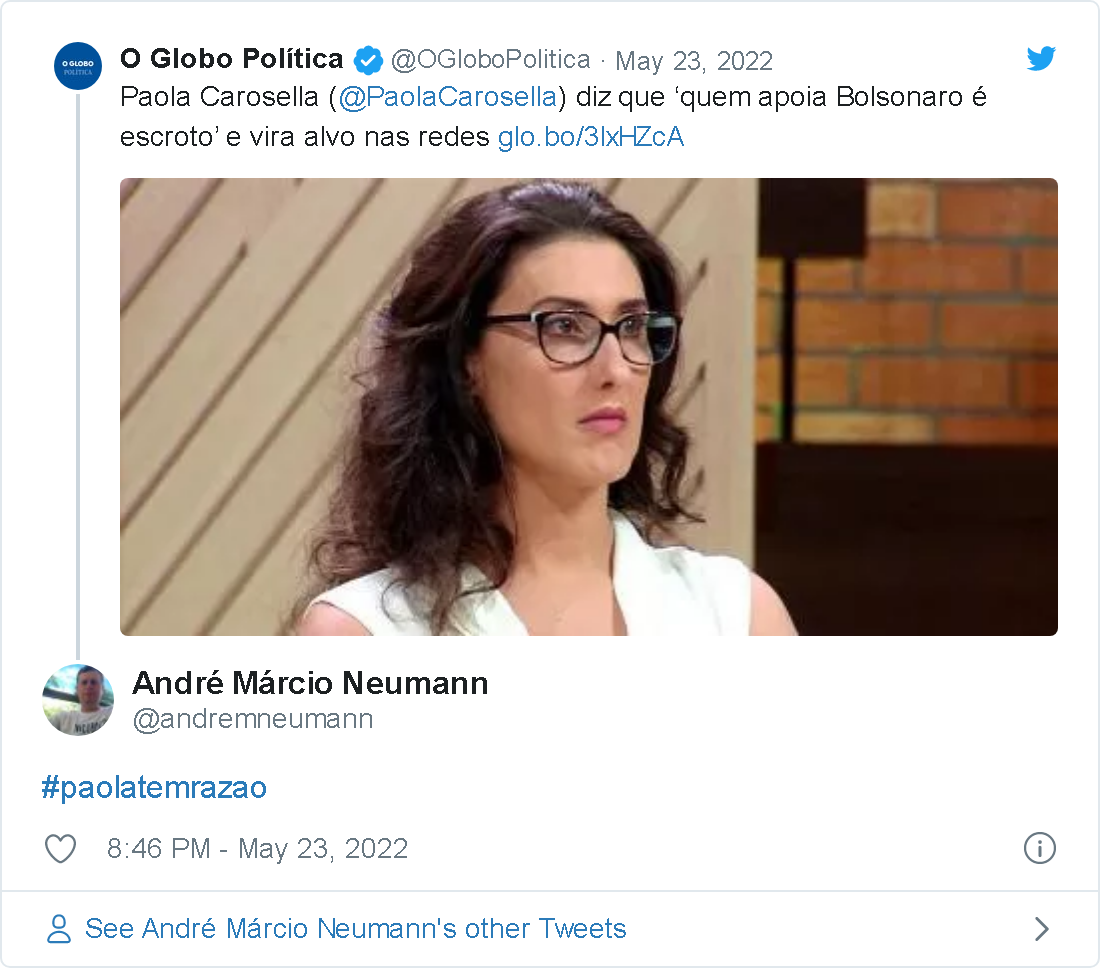 O GLOBO
POLÍTICA
O Globo Política @OGloboPolitica · May 23, 2022
Paola Carosella (@PaolaCarosella) diz que ‘quem apoia Bolsonaro é
escroto’ e vira alvo nas redes glo.bo/3lxHZcA
André Márcio Neumann
@andremneumann
#paolatemrazao
8:46 PM - May 23, 2022
See André Márcio Neumann's other Tweets